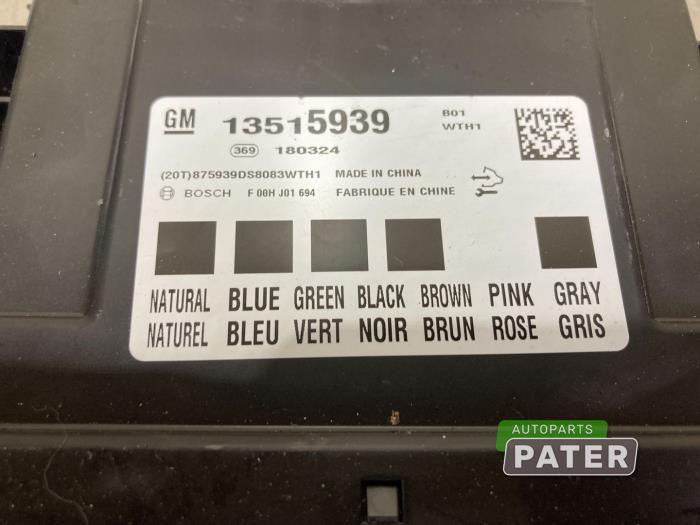 GM 13515939 B01
WTH1
369 180324
(20T)875939DS8083WTH1 MADE IN CHINA
BOSCH F 00H J01 694 FABRIQUE EN CHINE
NATURAL BLUE GREEN BLACK BROWN PINK GRAY
NATUREL BLEU VERT NOIR BRUN ROSE GRIS
AUTOPARTS
PATER